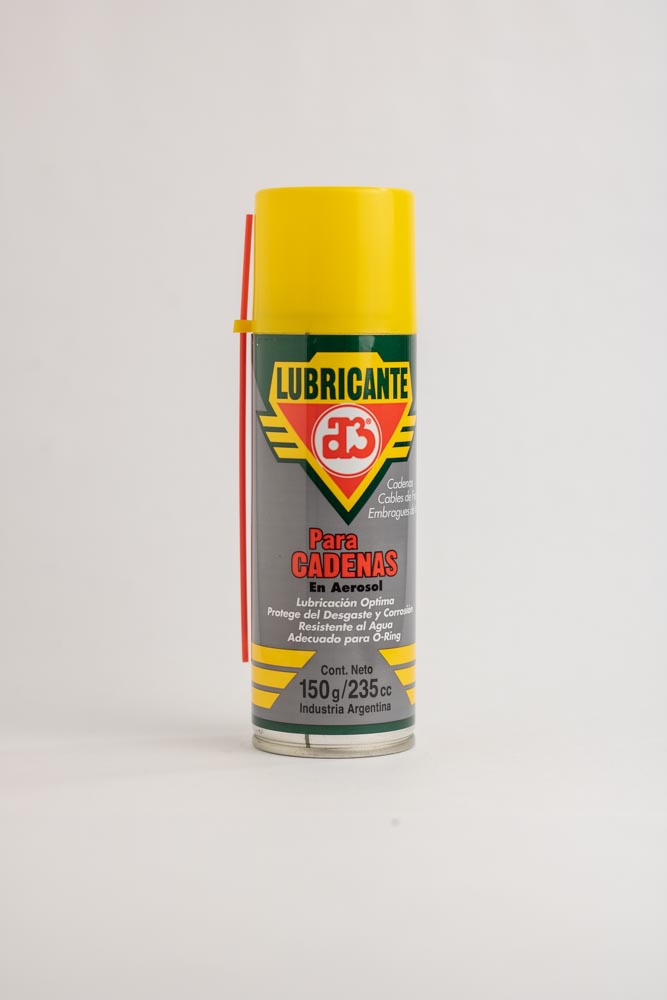 LUBRICANTE
a3®
Cadenas
Cables de
Embragues
Para
CADENAS
En Aerosol
Lubricación Optima
Protege del Desgaste y Corrosión
Resistente al Agua
Adecuado para O-Ring
Cont. Neto
150g/235cc
Industria Argentina